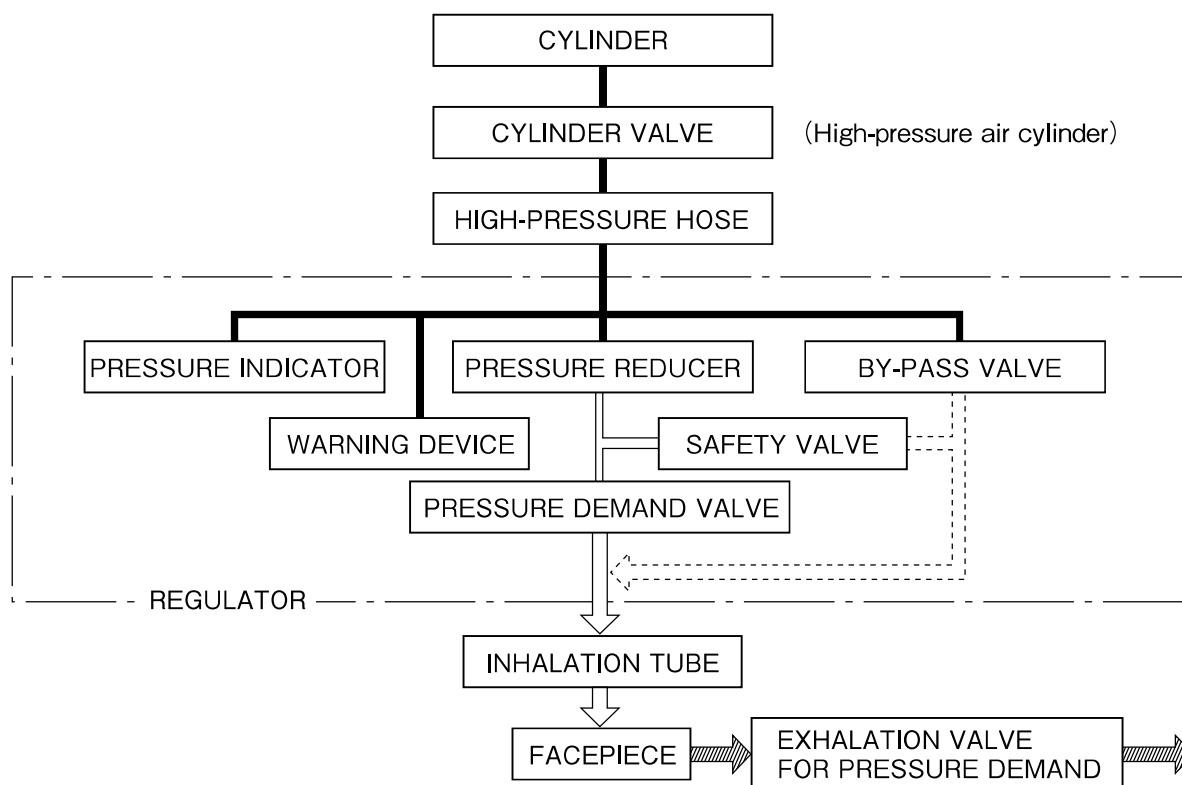 CYLINDER
CYLINDER VALVE
(High-pressure air cylinder)
HIGH-PRESSURE HOSE
PRESSURE INDICATOR
PRESSURE REDUCER
BY-PASS VALVE
WARNING DEVICE
SAFETY VALVE
PRESSURE DEMAND VALVE
REGULATOR
INHALATION TUBE
FACEPIECE
EXHALATION VALVE
FOR PRESSURE DEMAND